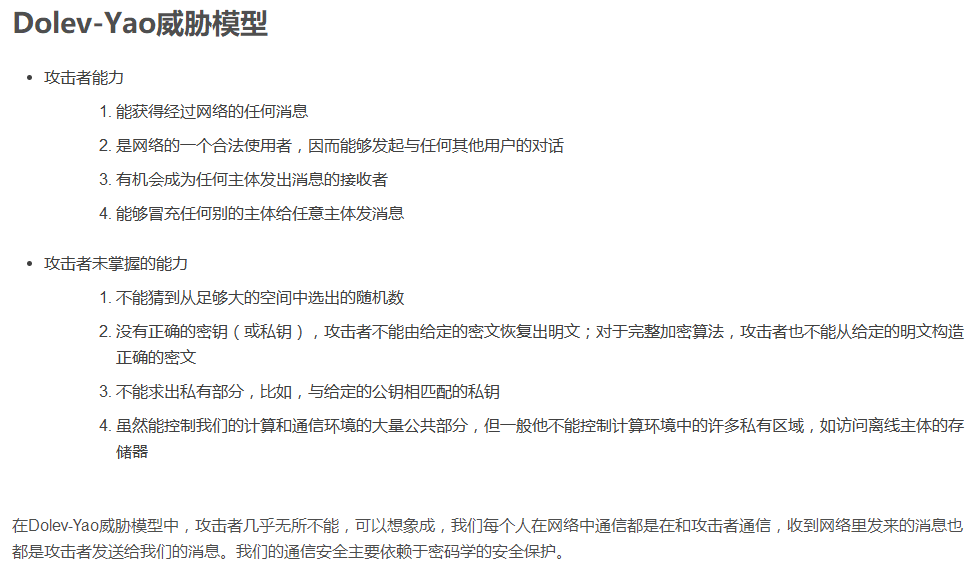 Dolev-Yao威胁模型
• 攻击者能力
1. 能获得经过网络的任何消息
2. 是网络的一个合法使用者，因而能够发起与任何其他用户的对话
3. 有机会成为任何主体发出消息的接收者
4. 能够冒充任何别的主体给任意主体发消息
• 攻击者未掌握的能力
1. 不能猜到从足够大的空间中选出的随机数
2. 没有正确的密钥（或私钥），攻击者不能由给定的密文恢复出明文；对于完整加密算法，攻击者也不能从给定的明文构造
正确的密文
3. 不能求出私有部分，比如，与给定的公钥相匹配的私钥
4. 虽然能控制我们的计算和通信环境的大量公共部分，但一般他不能控制计算环境中的许多私有区域，如访问离线主体的存
储器
在Dolev-Yao威胁模型中，攻击者几乎无所不能，可以想象成，我们每个人在网络中通信都是在和攻击者通信，收到网络里发来的消息也
都是攻击者发送给我们的消息。我们的通信安全主要依赖于密码学的安全保护。